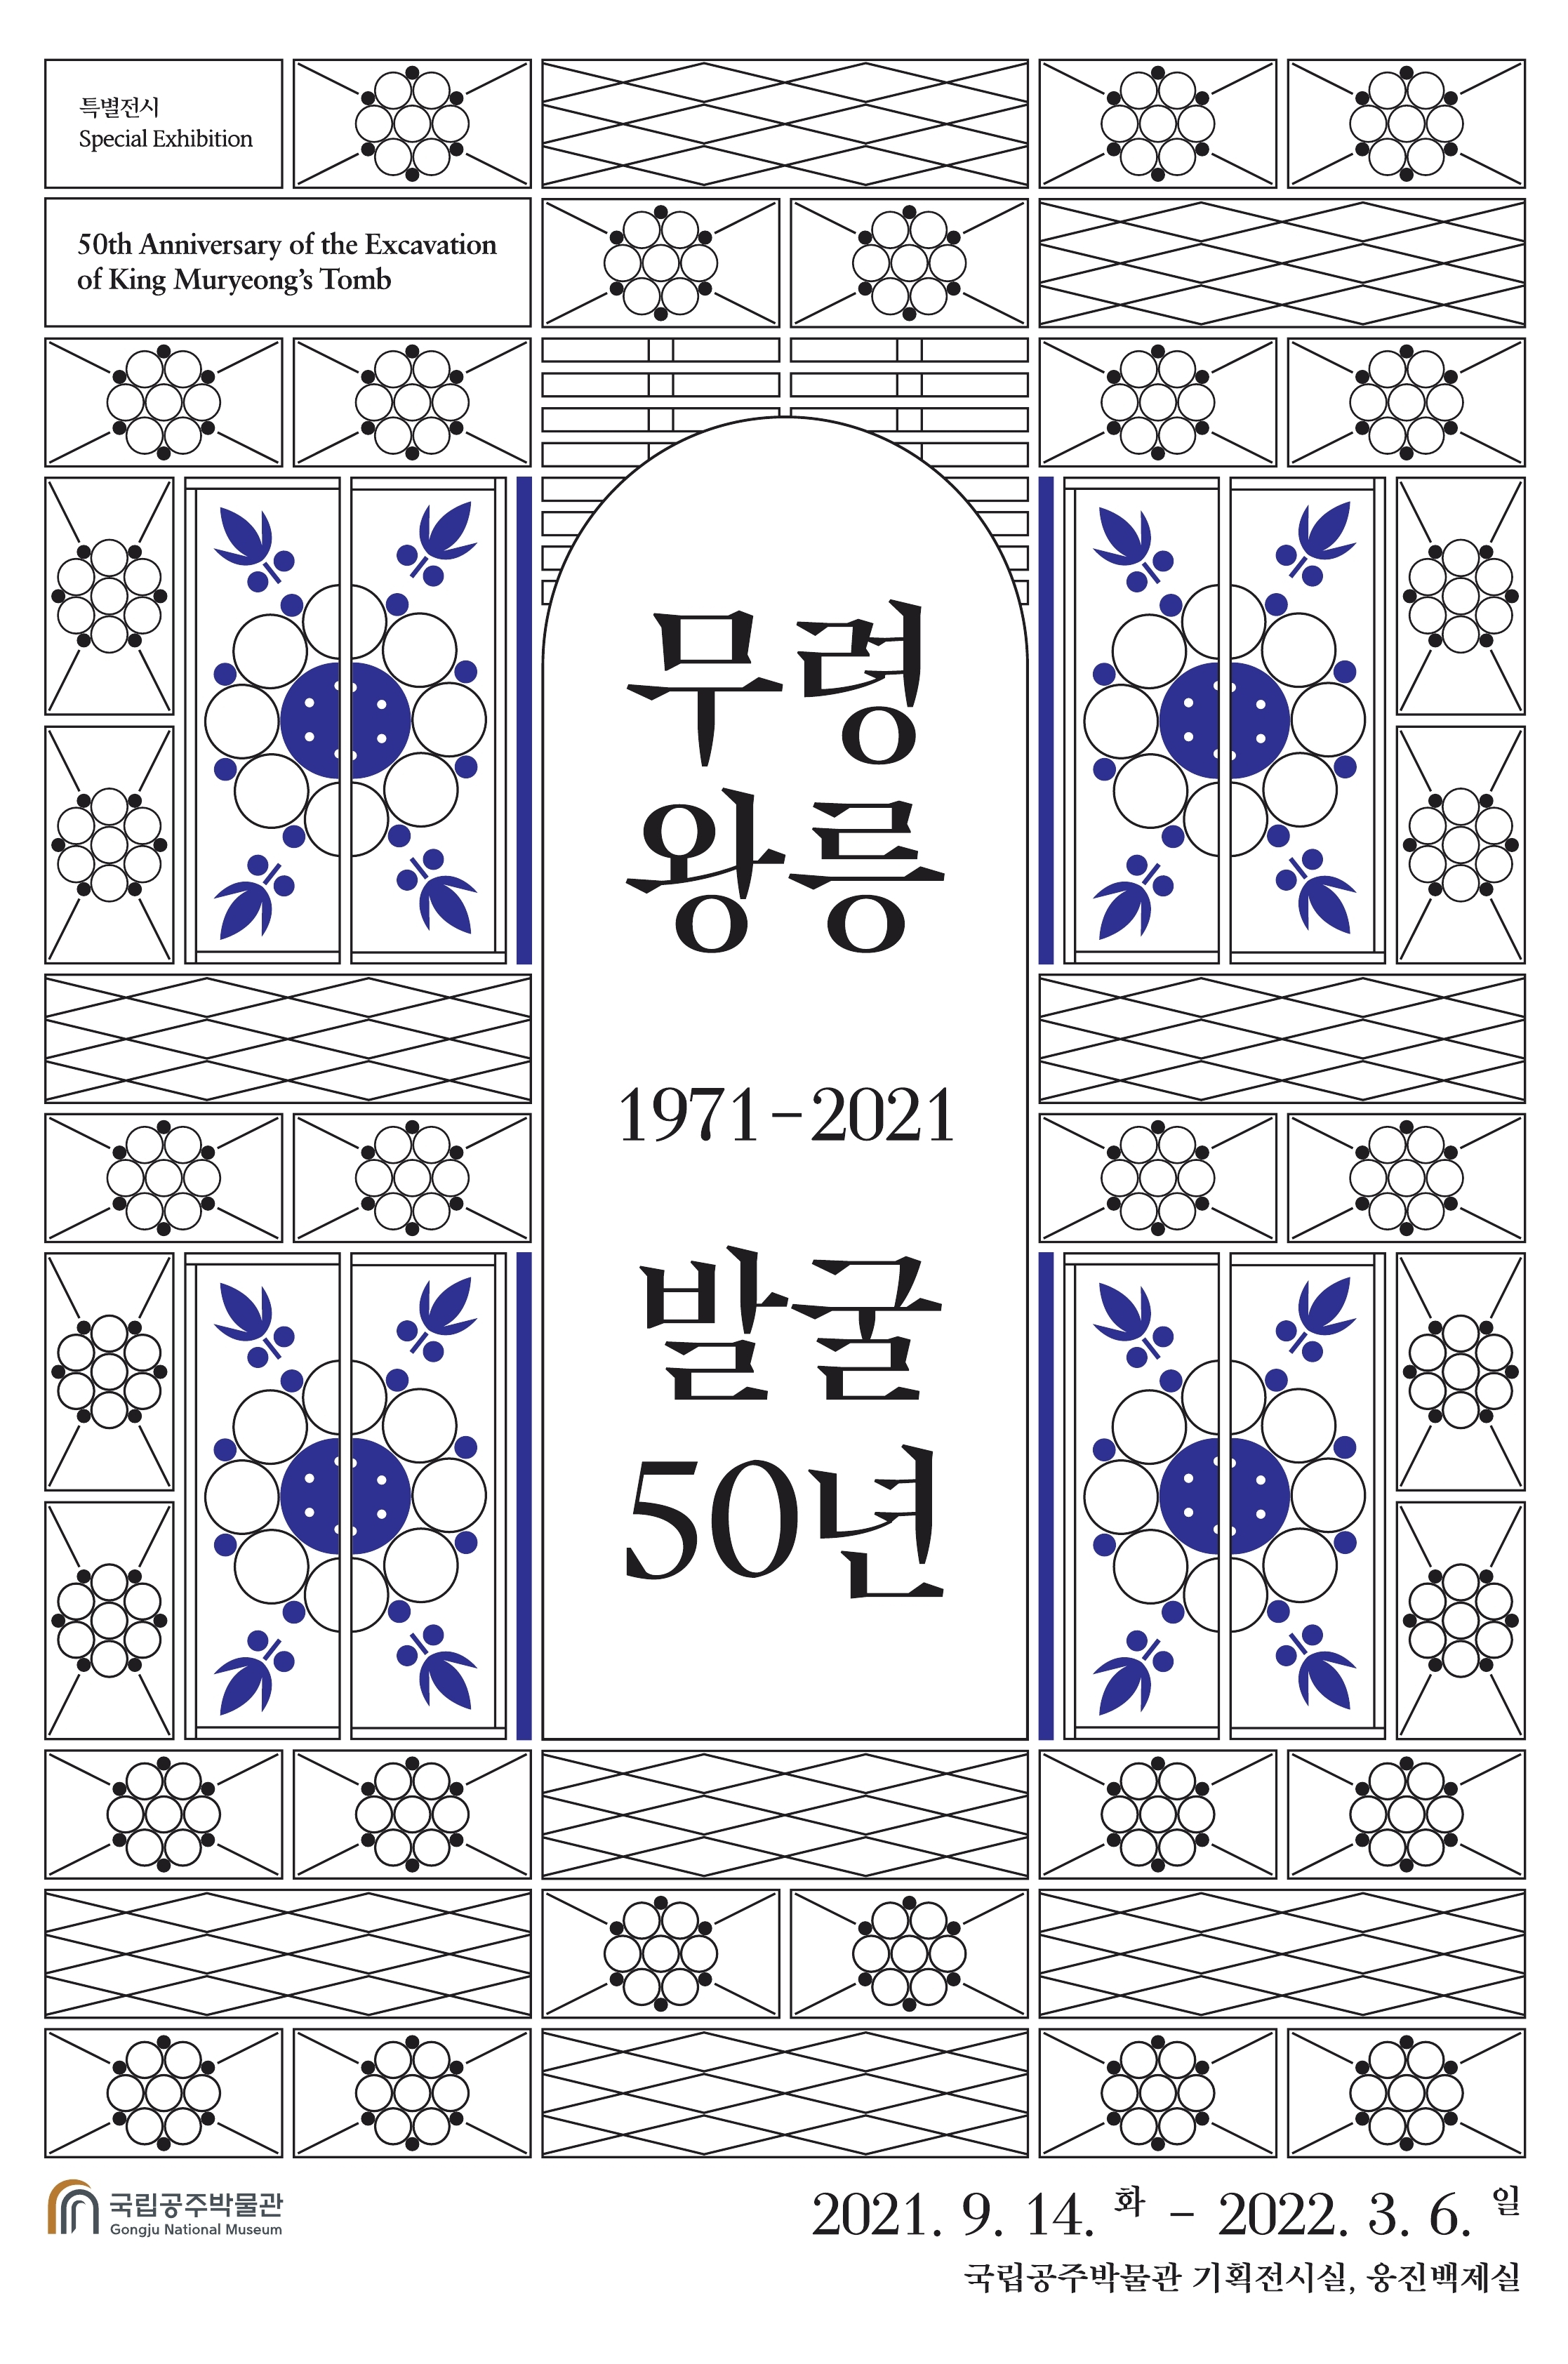 특별전시
Special Exhibition
50th Anniversary of the Excavation
of King Muryeong’s Tomb
무령
왕릉
1971–2021
발굴
50년
국립공주박물관
Gongju National Museum
2021. 9. 14. 화 – 2022. 3. 6. 일
국립공주박물관 기획전시실, 웅진백제실